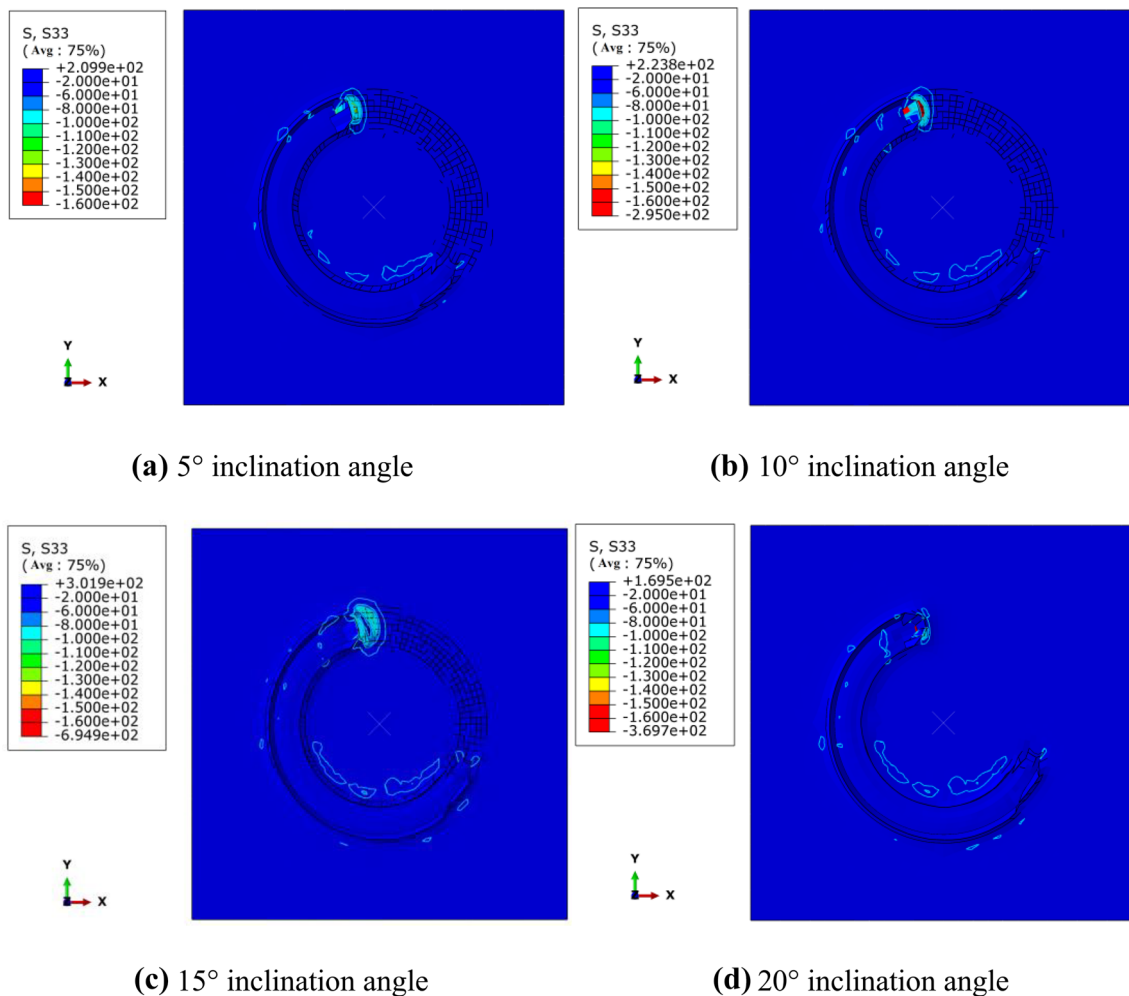 S, S33
(Avg : 75%)
+2.099e+02
-2.000e+01
-6.000e+01
-8.000e+01
-1.000e+02
-1.100e+02
-1.200e+02
-1.300e+02
-1.400e+02
-1.500e+02
-1.600e+02
Y
X
Z
(a) 5° inclination angle
S, S33
(Avg : 75%)
+2.238e+02
-2.000e+01
-6.000e+01
-8.000e+01
-1.000e+02
-1.100e+02
-1.200e+02
-1.300e+02
-1.400e+02
-1.500e+02
-1.600e+02
-2.950e+02
Y
X
Z
(b) 10° inclination angle
S, S33
(Avg : 75%)
+3.019e+02
-2.000e+01
-6.000e+01
-8.000e+01
-1.000e+02
-1.100e+02
-1.200e+02
-1.300e+02
-1.400e+02
-1.500e+02
-1.600e+02
-6.949e+02
Y
X
Z
(c) 15° inclination angle
S, S33
(Avg : 75%)
+1.695e+02
-2.000e+01
-6.000e+01
-8.000e+01
-1.000e+02
-1.100e+02
-1.200e+02
-1.300e+02
-1.400e+02
-1.500e+02
-1.600e+02
-3.697e+02
Y
X
Z
(d) 20° inclination angle